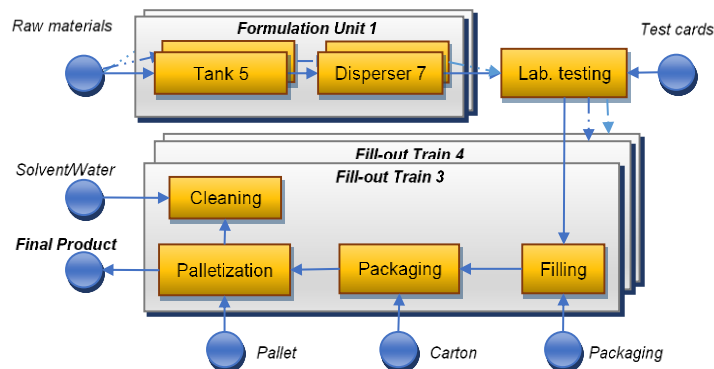 Raw materials
Formulation Unit 1
Test cards
Tank 5
Disperser 7
Lab. testing
Fill-out Train 4
Solvent/Water
Fill-out Train 3
Cleaning
Final Product
Palletization
Packaging
Filling
Pallet
Carton
Packaging